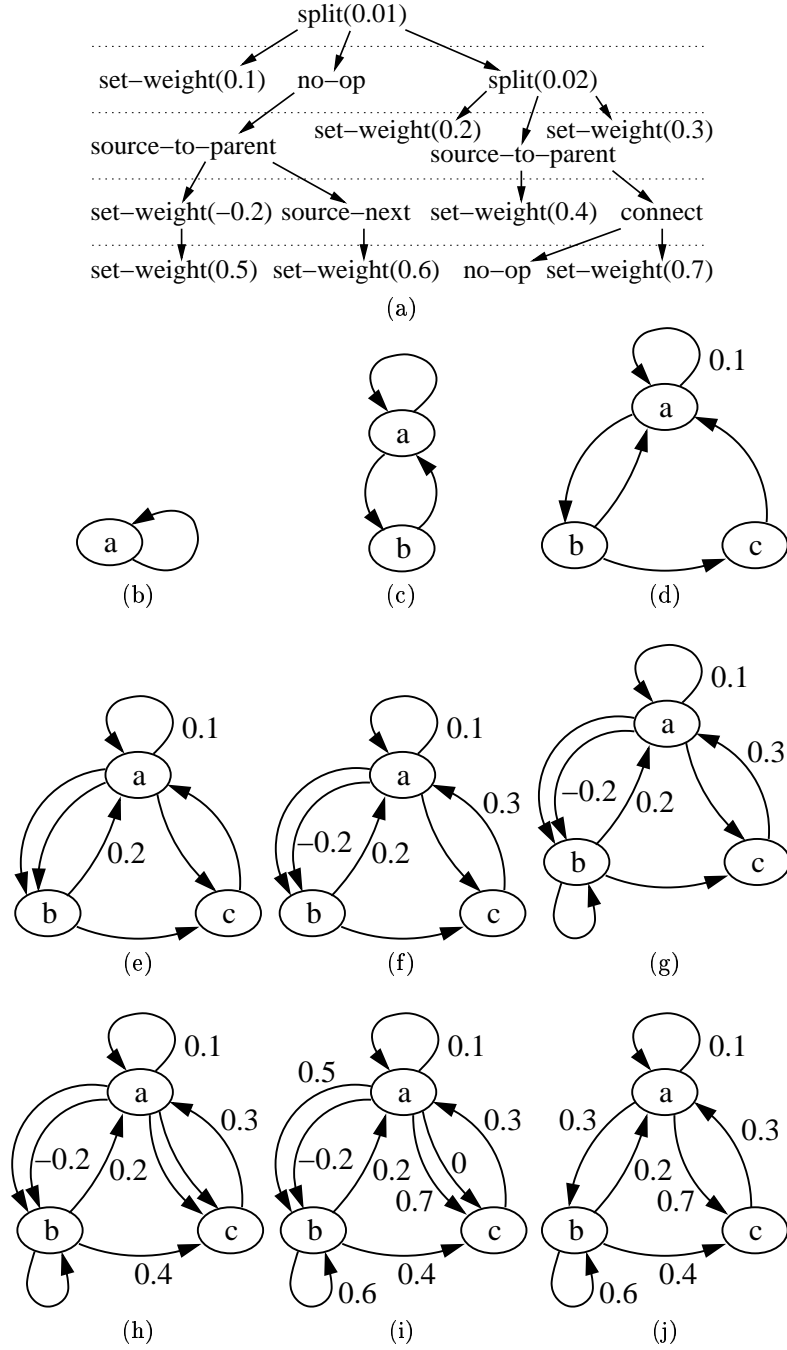 split(0.01)
set−weight(0.1) no−op split(0.02)
set−weight(0.2) set−weight(0.3)
source−to−parent source−to−parent
set−weight(−0.2) source−next set−weight(0.4) connect
set−weight(0.5) set−weight(0.6) no−op set−weight(0.7)
(a)
a
(b)
a
b
(c)
0.1
a
b c
(d)
0.1
a
0.2
b c
(e)
0.1
a
0.3
−0.2 0.2
b c
(f)
0.1
a
0.3
−0.2 0.2
b c
(g)
0.1
a
0.3
−0.2 0.2
b c
0.4
(h)
0.1
0.5 a
0.3
−0.2 0.2 0
0.7
b c
0.6 0.4
(i)
0.1
a
0.3 0.3
0.2
0.7
b c
0.6 0.4
(j)